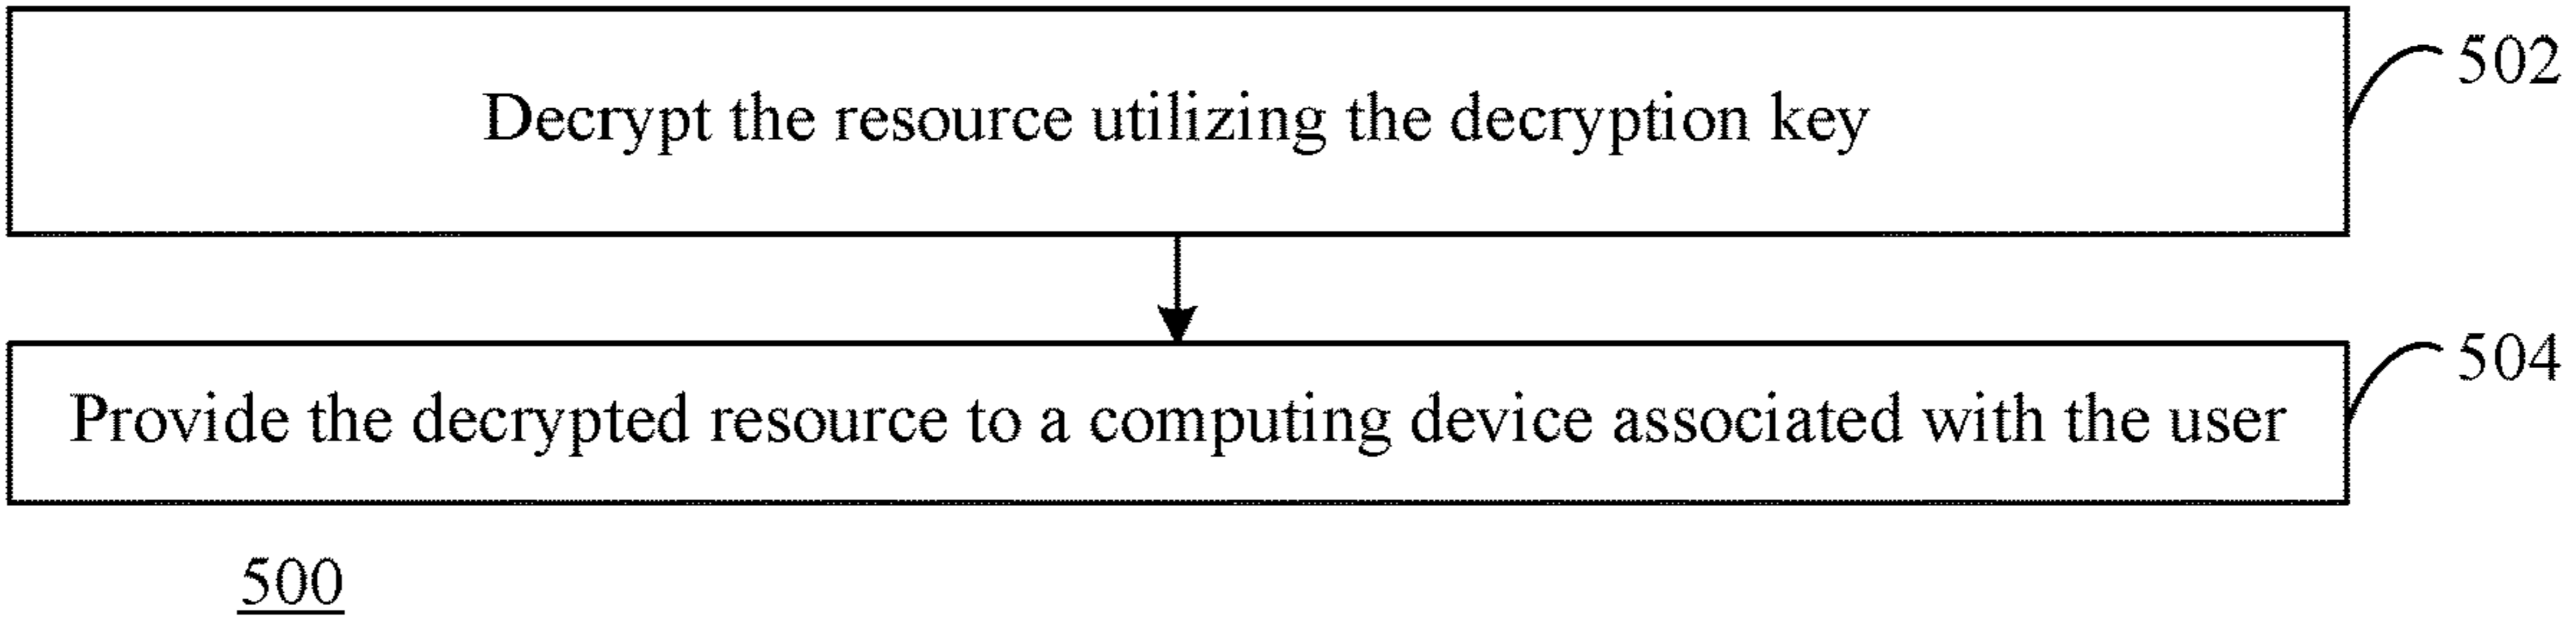 Decrypt the resource utilizing the decryption key
502
Provide the decrypted resource to a computing device associated with the user
504
500